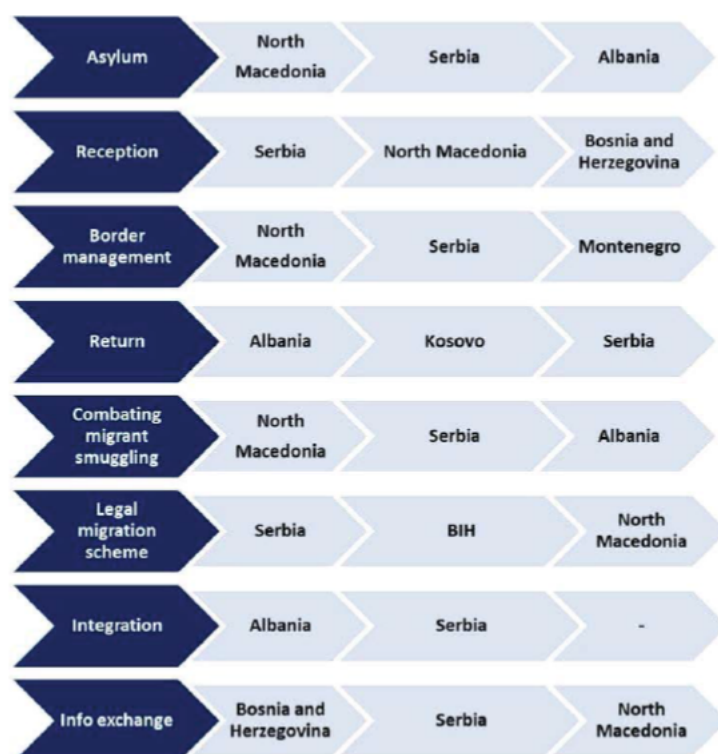 Asylum
North
Macedonia
Serbia
Albania
Reception
Serbia
North Macedonia
Bosnia and
Herzegovina
Border
management
North
Macedonia
Serbia
Montenegro
Return
Albania
Kosovo
Serbia
Combating
migrant
smuggling
North
Macedonia
Serbia
Albania
Legal
migration
scheme
Serbia
BIH
North
Macedonia
Integration
Albania
Serbia
-
Info exchange
Bosnia and
Herzegovina
Serbia
North
Macedonia